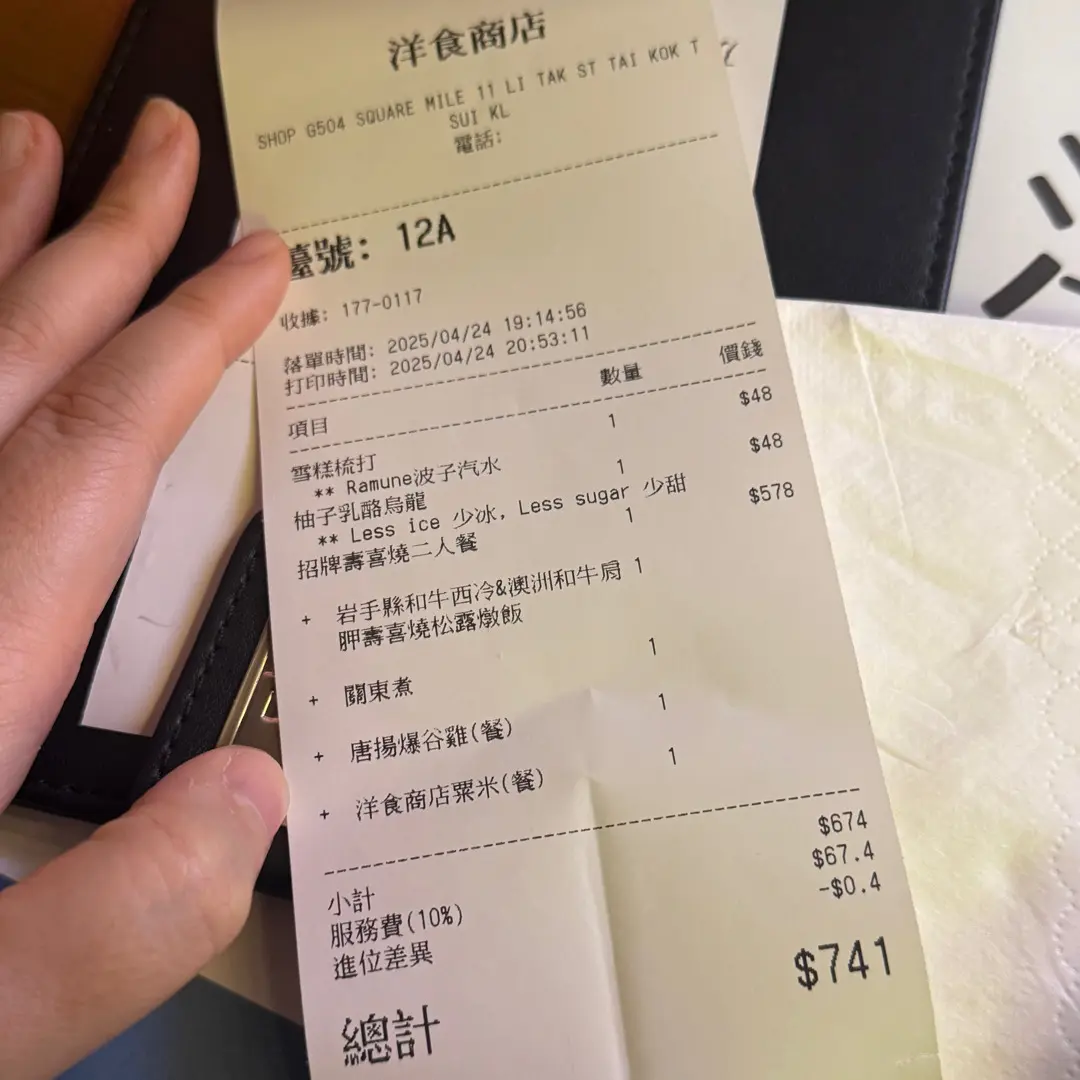 洋食商店
SHOP G504 SQUARE MILE 11 LI TAK ST TAI KOK T
SUI KL
電話:
臺號: 12A
收據: 177-0117
落單時間: 2025/04/24 19:14:56
打印時間: 2025/04/24 20:53:11
項目 數量 價錢
雪糕梳打 1 $48
** Ramune波子汽水
柚子乳酪烏龍 1 $48
** Less ice 少冰, Less sugar 少甜
招牌壽喜燒二人餐 1 $578
+ 岩手縣和牛西冷&澳洲和牛肩 1
胛壽喜燒松露燉飯
+ 關東煮 1
+ 唐揚爆谷雞(餐) 1
+ 洋食商店粟米(餐) 1
小計 $674
服務費(10%) $67.4
進位差異 -$0.4
總計 $741